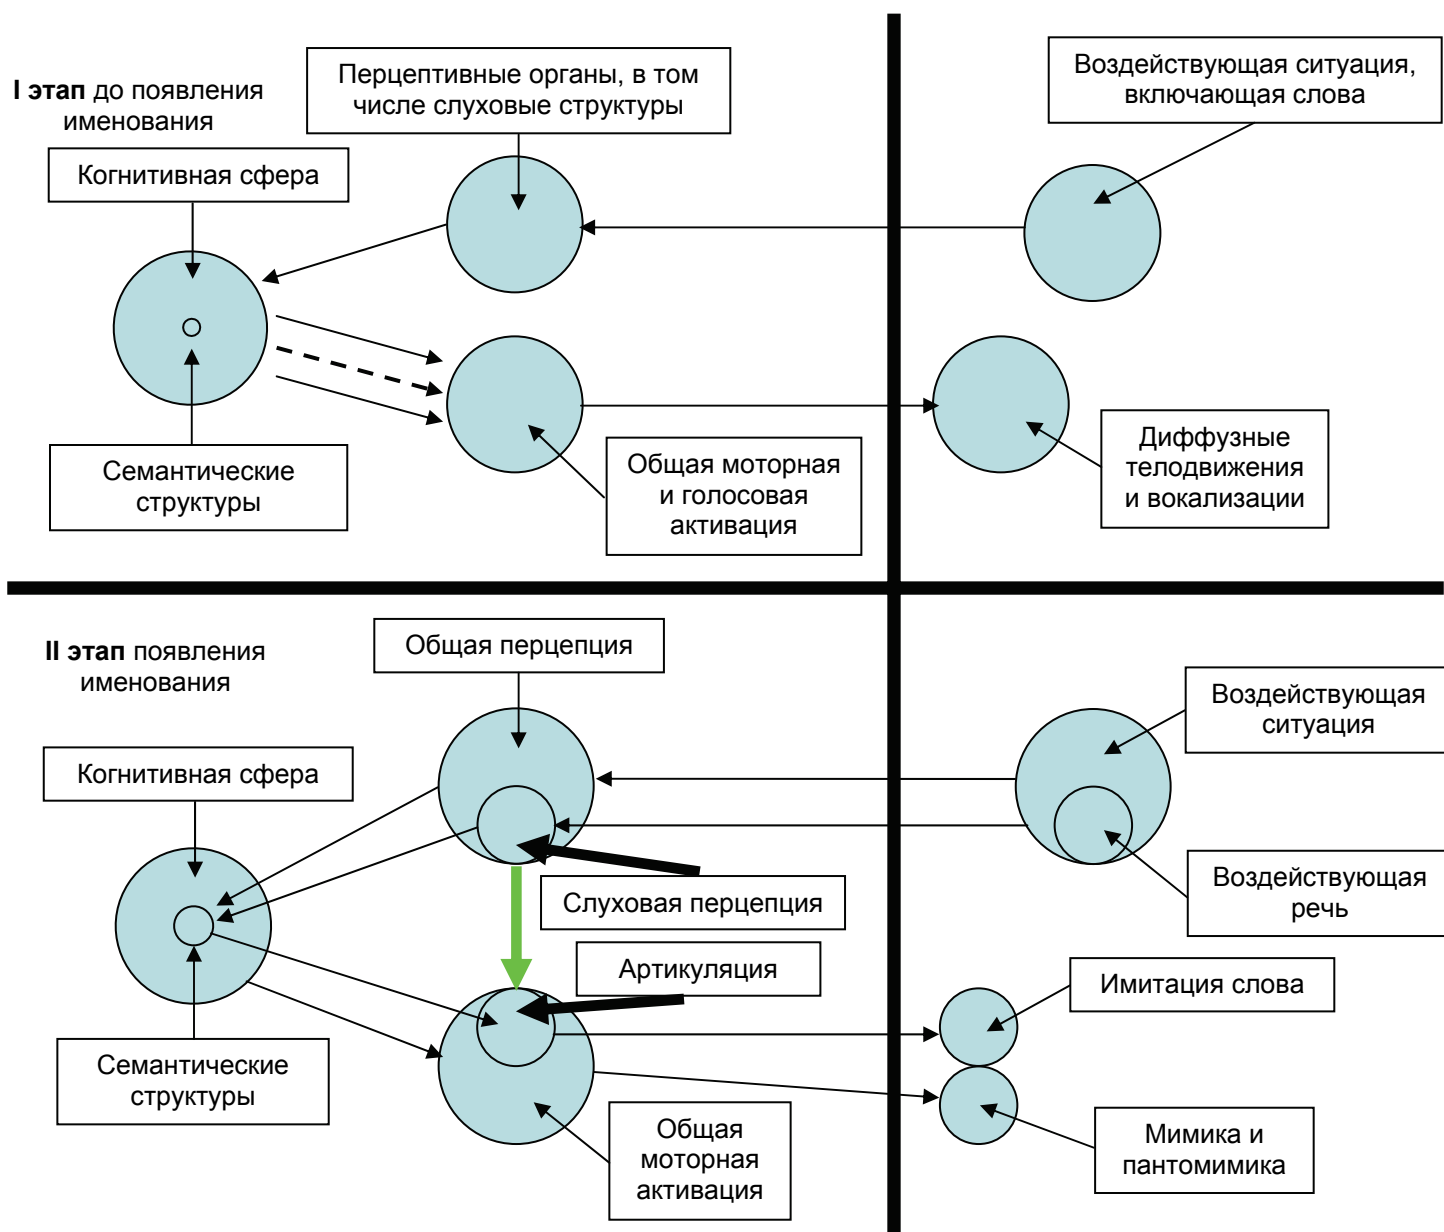 I этап до появления
именования
Перцептивные органы, в том
числе слуховые структуры
Воздействующая ситуация,
включающая слова
Когнитивная сфера
Семантические
структуры
Общая моторная
и голосовая
активация
Диффузные
телодвижения
и вокализации
II этап появления
именования
Общая перцепция
Воздействующая
ситуация
Когнитивная сфера
Слуховая перцепция
Воздействующая
речь
Артикуляция
Имитация слова
Семантические
структуры
Общая
моторная
активация
Мимика и
пантомимика